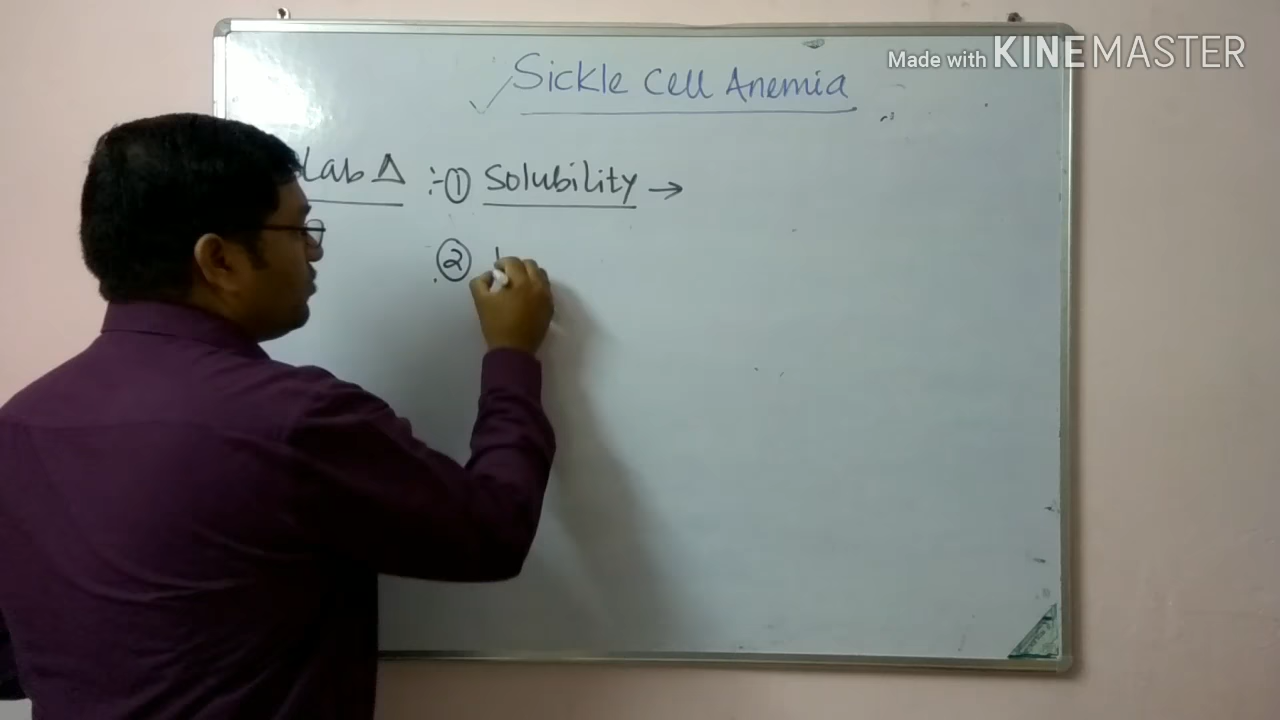 Made with KINEMASTER
Sickle Cell Anemia
Lab Δ :- ① Solubility →
②